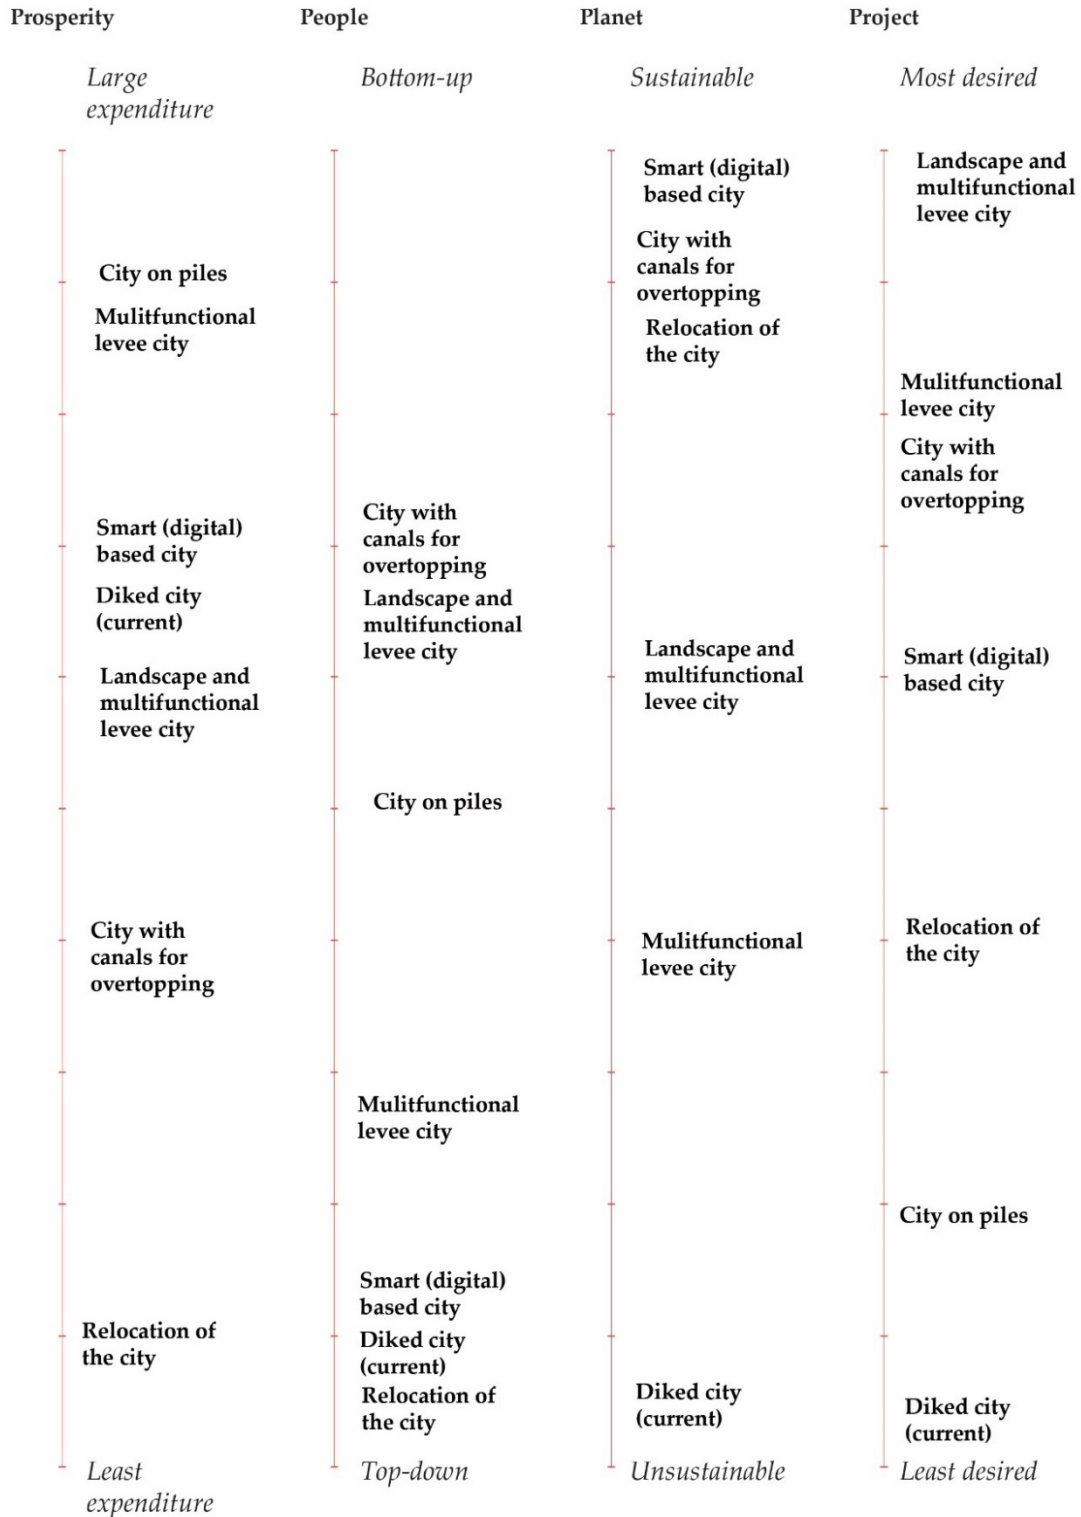 Prosperity
Large
expenditure
City on piles
Mulitfunctional
levee city
Smart (digital)
based city
Diked city
(current)
Landscape and
multifunctional
levee city
City with
canals for
overtopping
Relocation of
the city
Least
expenditure
People
Bottom-up
City with
canals for
overtopping
Landscape and
multifunctional
levee city
City on piles
Mulitfunctional
levee city
Smart (digital)
based city
Diked city
(current)
Relocation of
the city
Top-down
Planet
Sustainable
Smart (digital)
based city
City with
canals for
overtopping
Relocation of
the city
Landscape and
multifunctional
levee city
Mulitfunctional
levee city
Diked city
(current)
Unsustainable
Project
Most desired
Landscape and
multifunctional
levee city
Mulitfunctional
levee city
City with
canals for
overtopping
Smart (digital)
based city
Relocation of
the city
City on piles
Diked city
(current)
Least desired